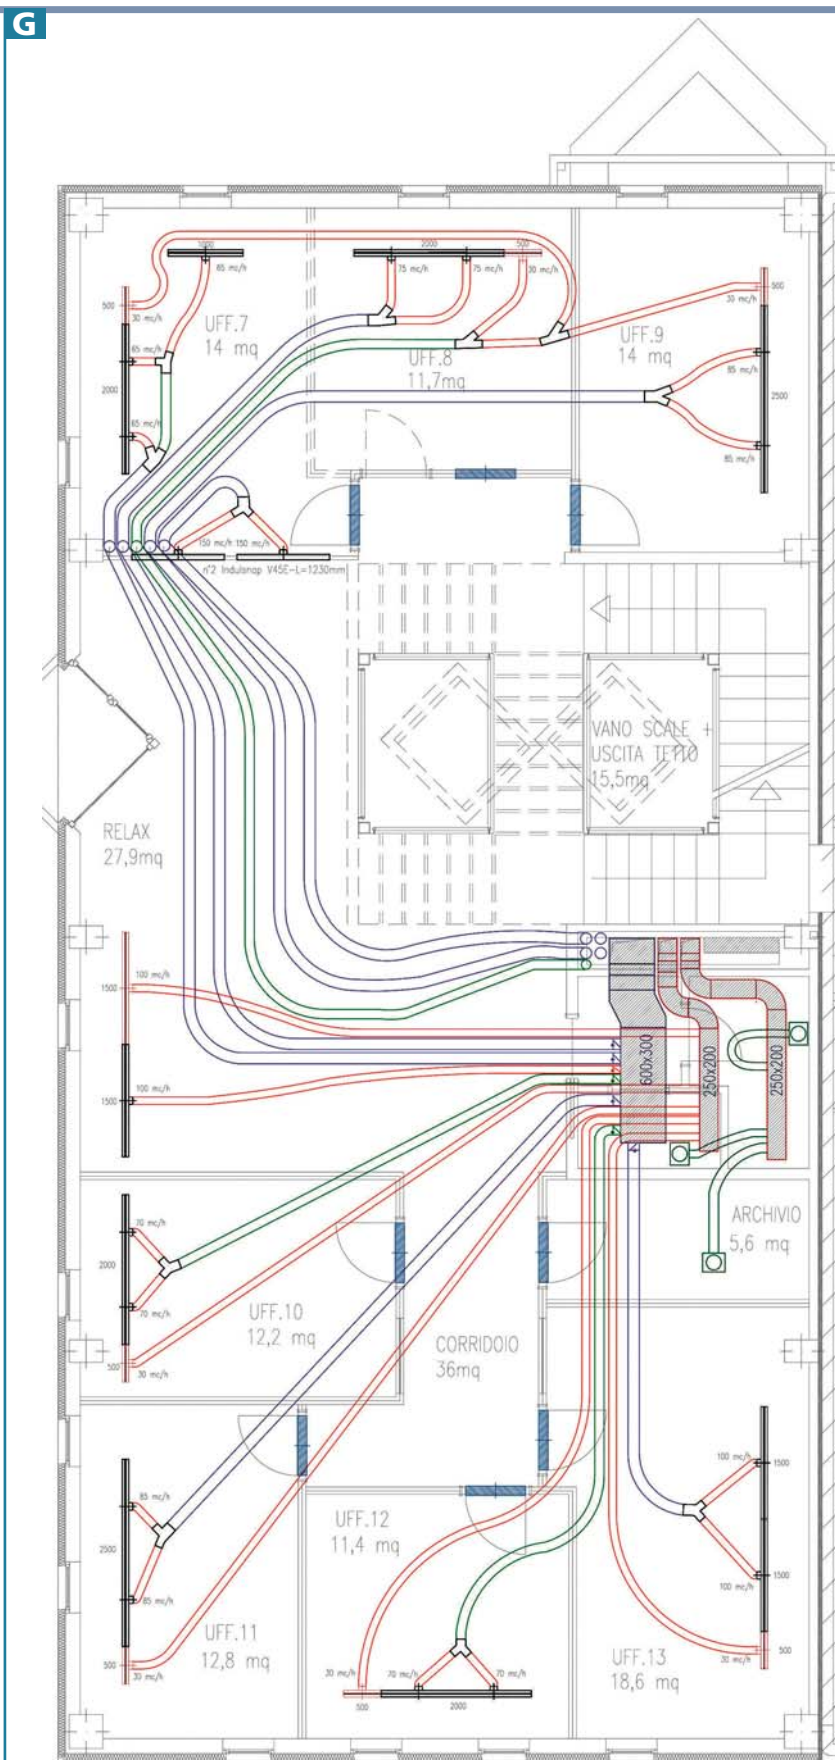 G
1000
65 mc/h
2000
500
75 mc/h
75 mc/h
30 mc/h
500
30 mc/h
500
30 mc/h
UFF.7
14 mq
UFF.8
11,7mq
UFF.9
14 mq
65 mc/h
2000
65 mc/h
85 mc/h
2500
85 mc/h
150 mc/h
150 mc/h
n°2 Indulsnap V45E-L=1230mm
VANO SCALE +
USCITA TETTO
15,5mq
RELAX
27,9mq
100 mc/h
1500
100 mc/h
1500
600x300
250x200
250x200
ARCHIVIO
5,6 mq
70 mc/h
2000
70 mc/h
500
30 mc/h
UFF.10
12,2 mq
CORRIDOIO
36mq
100 mc/h
1500
1500
100 mc/h
500
30 mc/h
85 mc/h
2500
85 mc/h
500
30 mc/h
UFF.11
12,8 mq
UFF.12
11,4 mq
30 mc/h
70 mc/h
70 mc/h
500
2000
UFF.13
18,6 mq